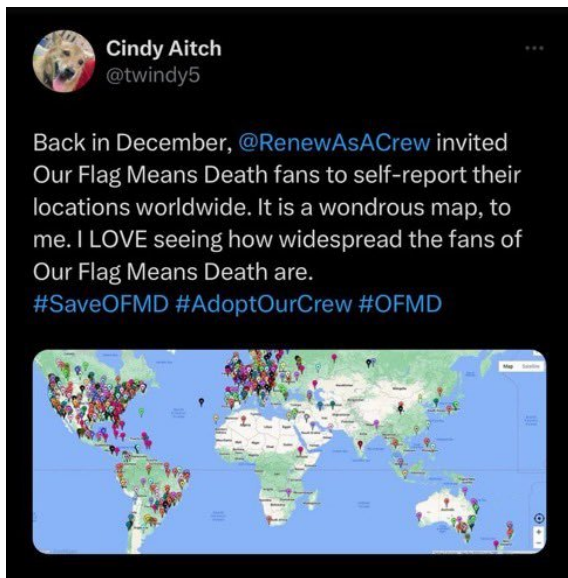 Cindy Aitch
@twindy5
Back in December, @RenewAsACrew invited
Our Flag Means Death fans to self-report their
locations worldwide. It is a wondrous map, to
me. I LOVE seeing how widespread the fans of
Our Flag Means Death are.
#SaveOFMD #AdoptOurCrew #OFMD
Map Satellite